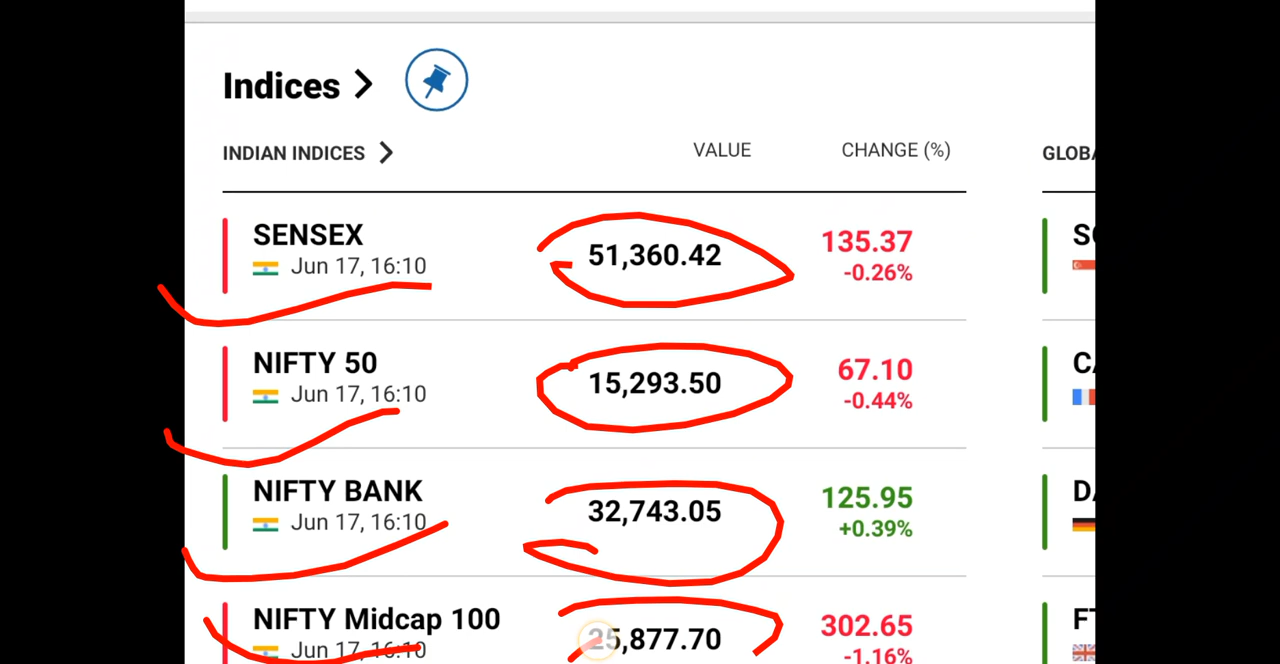 Indices
INDIAN INDICES VALUE CHANGE (%)
SENSEX 51,360.42 135.37
Jun 17, 16:10 -0.26%
NIFTY 50 15,293.50 67.10
Jun 17, 16:10 -0.44%
NIFTY BANK 32,743.05 125.95
Jun 17, 16:10 +0.39%
NIFTY Midcap 100 25,877.70 302.65
Jun 17, 16:10 -1.16%